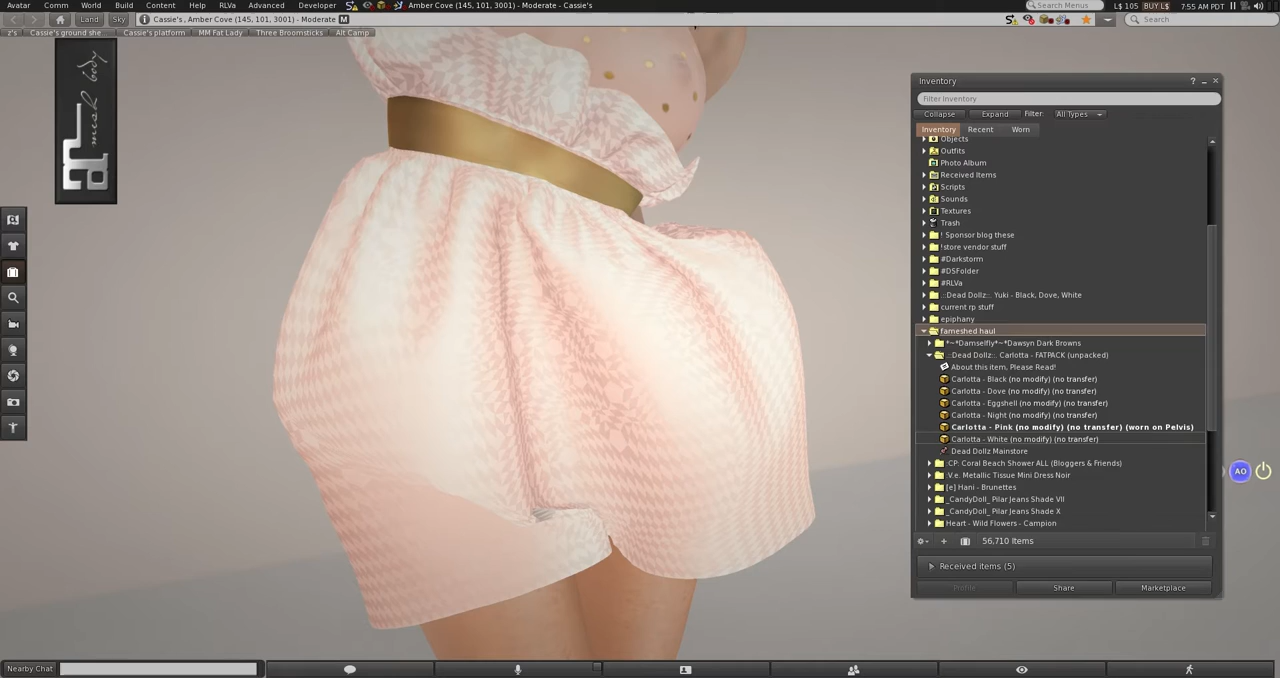 Avatar Comm World Build Content Help RLVa Advanced Developer Amber Cove (145, 101, 3001) - Moderate - Cassie's Search Menus L$ 105 BUY L$ 7:55 AM PDT
Land Sky Cassie's, Amber Cove (145, 101, 3001) - Moderate M Search
z's Cassie's ground she Cassie's platform MM Fat Lady Three Broomsticks Alt Camp
mesh body
Inventory ?
Filter Inventory
Collapse Expand Filter: All Types
Inventory Recent Worn
Objects
Outfits
Photo Album
Received Items
Scripts
Sounds
Textures
Trash
! Sponsor blog these
!store vendor stuff
#Darkstorm
#DSFolder
#RLVa
.::Dead Dollz::. Yuki - Black, Dove, White
current rp stuff
epiphany
fameshed haul
*~*Damselfly*~*Dawsyn Dark Browns
.::Dead Dollz::. Carlotta - FATPACK (unpacked)
About this item, Please Read!
Carlotta - Black (no modify) (no transfer)
Carlotta - Dove (no modify) (no transfer)
Carlotta - Eggshell (no modify) (no transfer)
Carlotta - Night (no modify) (no transfer)
Carlotta - Pink (no modify) (no transfer) (worn on Pelvis)
Carlotta - White (no modify) (no transfer)
Dead Dollz Mainstore
:CP: Coral Beach Shower ALL (Bloggers & Friends)
:V.e. Metallic Tissue Mini Dress Noir
[e] Hani - Brunettes
_CandyDoll_ Pilar Jeans Shade VII
_CandyDoll_ Pilar Jeans Shade X
Heart - Wild Flowers - Campion
AO
56,710 Items
Received items (5)
Profile Share Marketplace
Nearby Chat